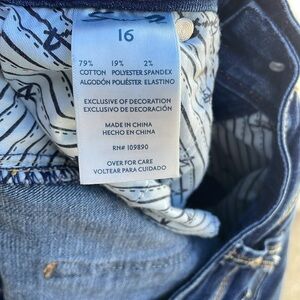 16
79% 19% 2%
COTTON POLYESTER SPANDEX
ALGODÓN POLIÉSTER ELASTINO
EXCLUSIVE OF DECORATION
EXCLUSIVO DE DECORACIÓN
MADE IN CHINA
HECHO EN CHINA
RN# 109890
OVER FOR CARE
VOLTEAR PARA CUIDADO